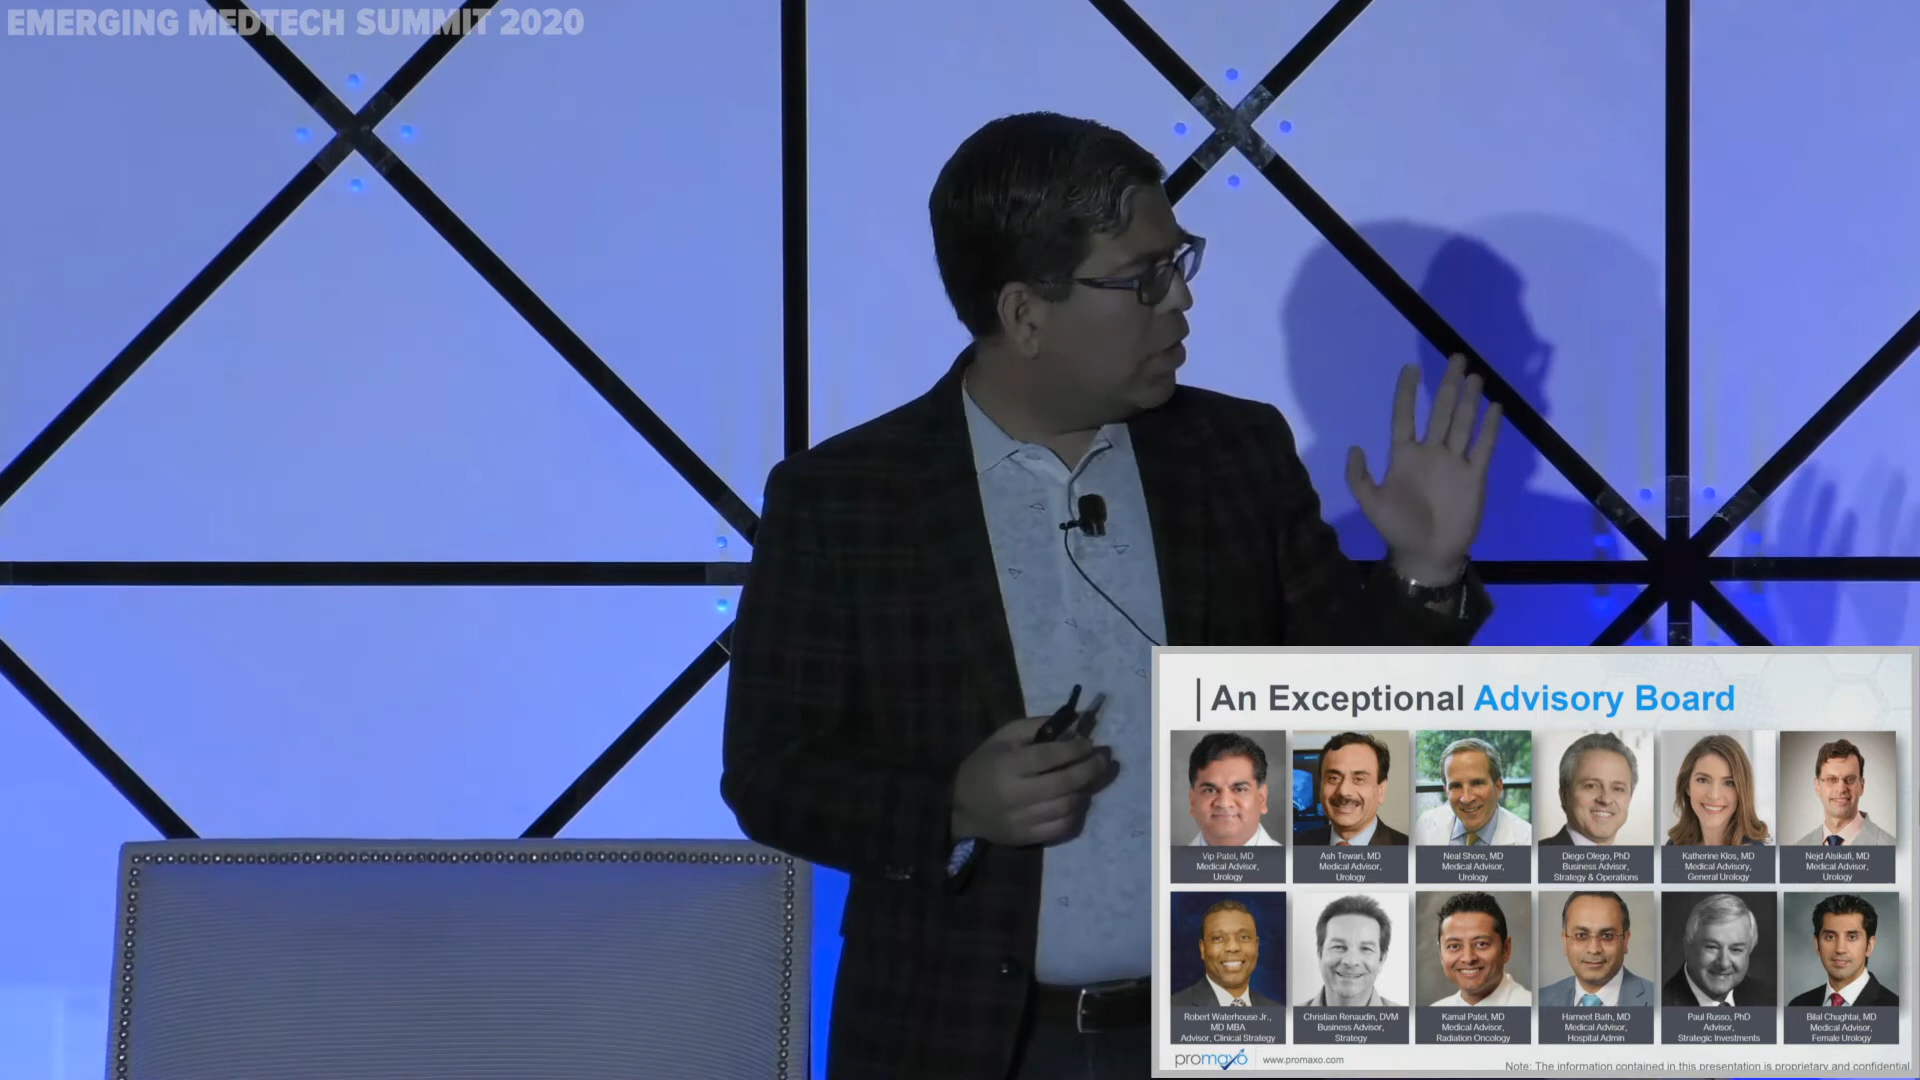 EMERGING MEDTECH SUMMIT 2020
An Exceptional Advisory Board
Vip Patel, MD
Medical Advisor,
Urology
Ash Tewari, MD
Medical Advisor,
Urology
Neal Shore, MD
Medical Advisor,
Urology
Diego Olego, PhD
Business Advisor,
Strategy & Operations
Katherine Klos, MD
Medical Advisory,
General Urology
Nejd Alsikafi, MD
Medical Advisor,
Urology
Robert Waterhouse Jr.,
MD MBA
Advisor, Clinical Strategy
Christian Renaudin, DVM
Business Advisor,
Strategy
Kamal Patel, MD
Medical Advisor,
Radiation Oncology
Harneet Bath, MD
Medical Advisor,
Hospital Admin
Paul Russo, PhD
Advisor,
Strategic Investments
Bilal Chughtai, MD
Medical Advisor,
Female Urology
promaxo
www.promaxo.com
Note: The information contained in this presentation is proprietary and confidential